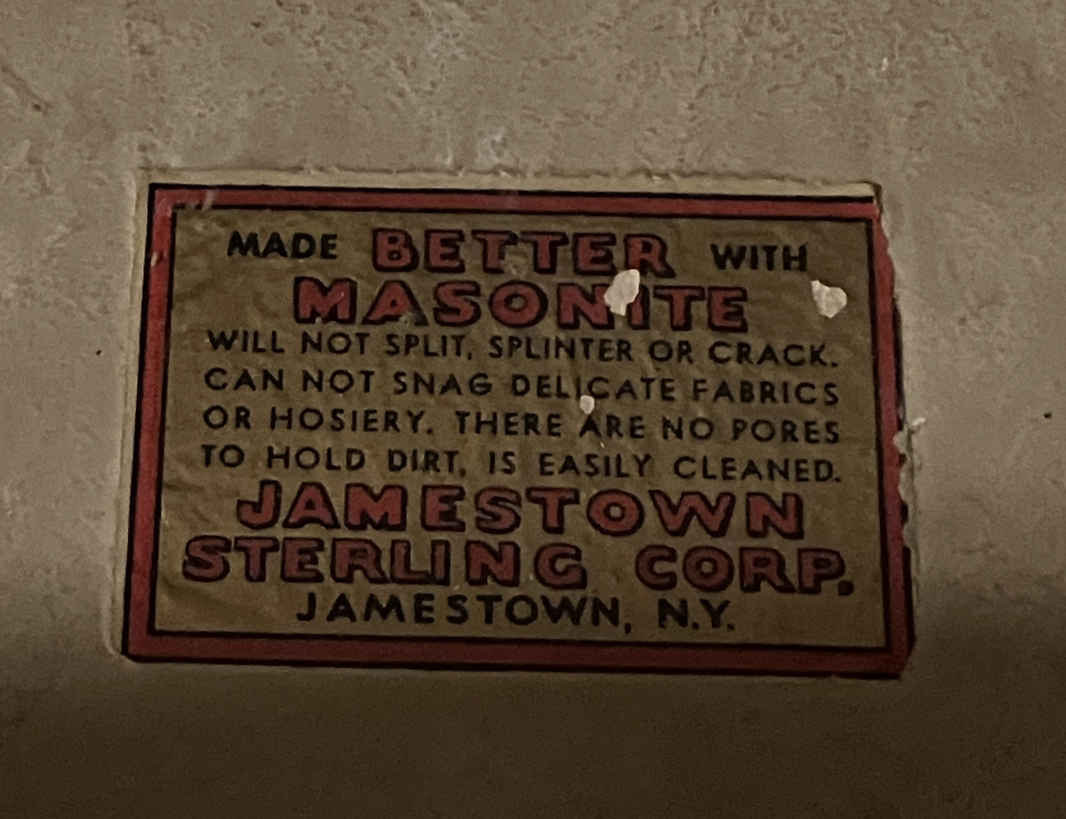 MADE BETTER WITH
MASONITE
WILL NOT SPLIT, SPLINTER OR CRACK.
CAN NOT SNAG DELICATE FABRICS
OR HOSIERY. THERE ARE NO PORES
TO HOLD DIRT, IS EASILY CLEANED.
JAMESTOWN
STERLING CORP.
JAMESTOWN, N.Y.